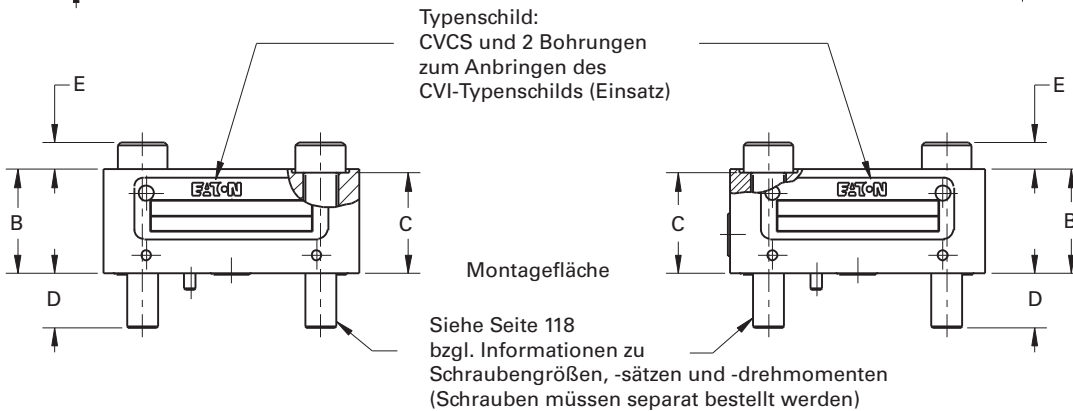 Typenschild:
CVCS und 2 Bohrungen
zum Anbringen des
CVI-Typenschilds (Einsatz)
E
E
EATON
EATON
B
C
C
B
Montagefläche
D
D
Siehe Seite 118
bzgl. Informationen zu
Schraubengrößen, -sätzen und -drehmomenten
(Schrauben müssen separat bestellt werden)